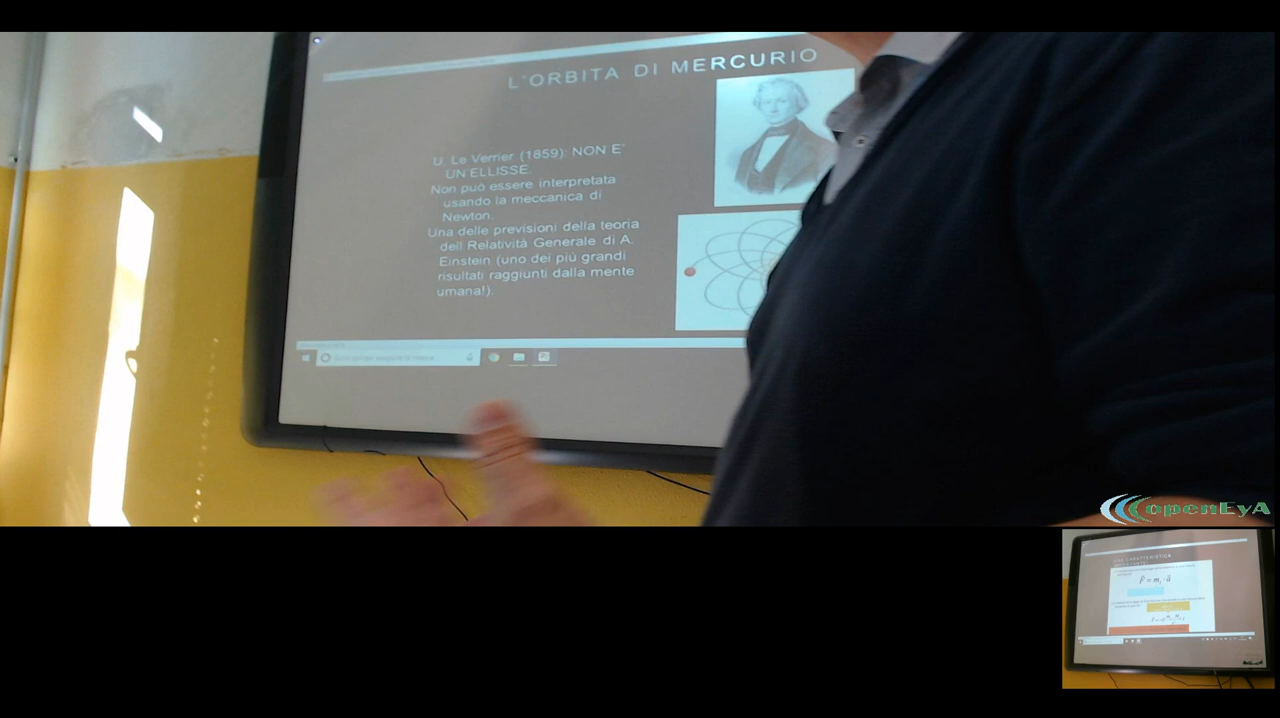 L'ORBITA DI MERCURIO
U. Le Verrier (1859): NON E'
UN ELLISSE.
Non può essere interpretata
usando la meccanica di
Newton.
Una delle previsioni della teoria
dell Relatività Generale di A.
Einstein (uno dei più grandi
risultati raggiunti dalla mente
umana!).
openEyA
UNA CARATTERISTICA
F = m · a